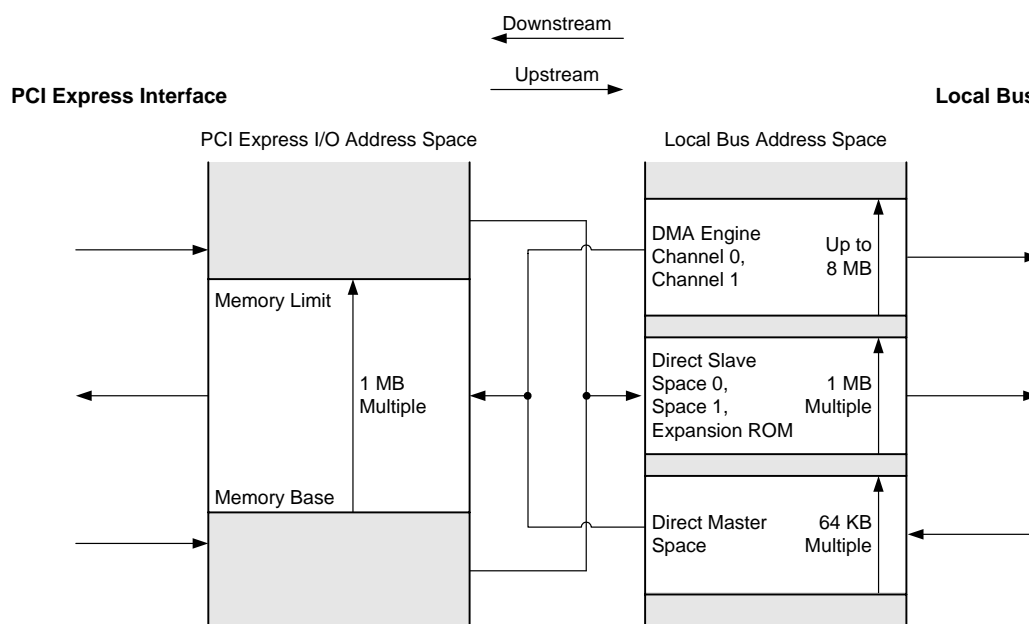 Downstream
Upstream
PCI Express Interface
Local Bus
PCI Express I/O Address Space
Local Bus Address Space
DMA Engine
Channel 0,
Channel 1
Up to
8 MB
Memory Limit
1 MB
Multiple
Direct Slave
Space 0,
Space 1,
Expansion ROM
1 MB
Multiple
Memory Base
Direct Master
Space
64 KB
Multiple